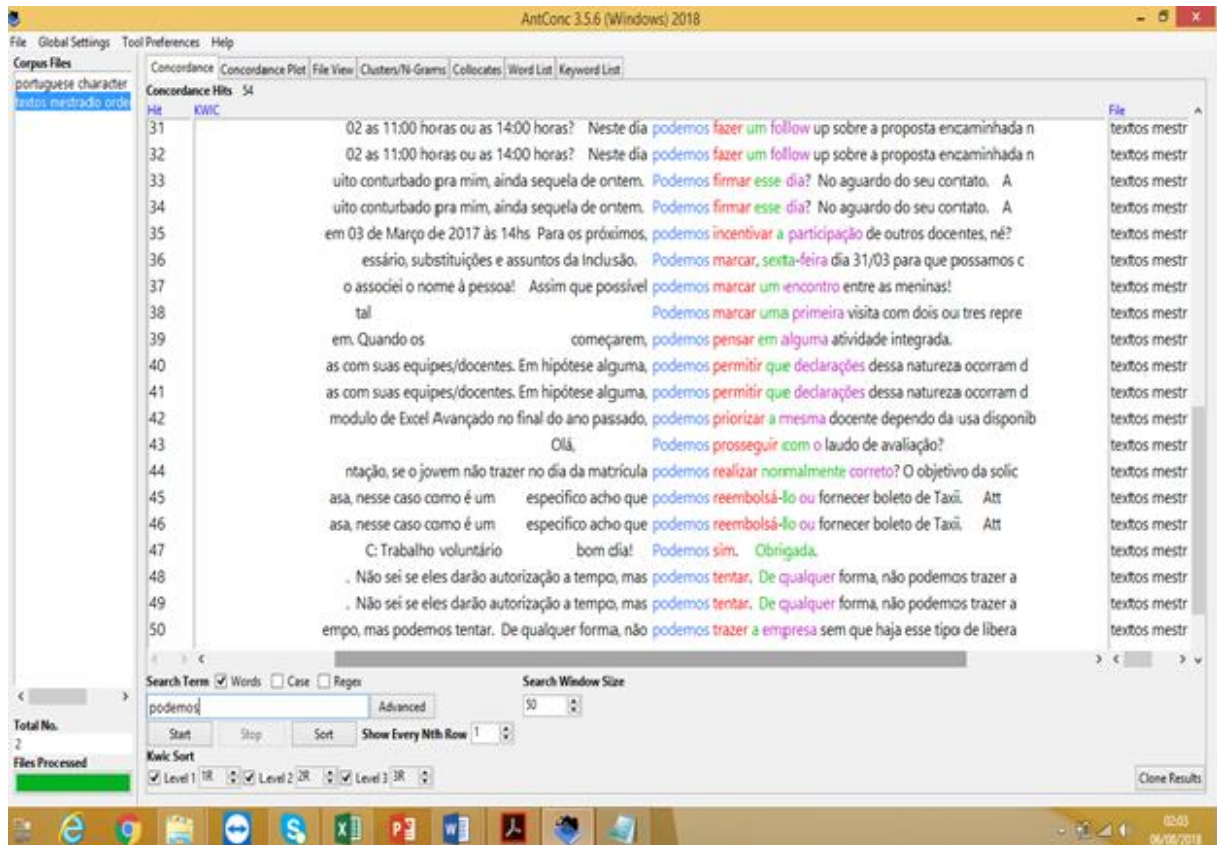 AntConc 3.5.6 (Windows) 2018
File Global Settings Tool Preferences Help
Corpus Files
portuguese character
textos mestradio orde
Total No.
2
Files Processed
Concordance Concordance Plot File View Clusters/N-Grams Collocates Word List Keyword List
Concordance Hits 54
Hit KWIC File
31 02 as 11:00 horas ou as 14:00 horas? Neste dia podemos fazer um follow up sobre a proposta encaminhada n textos mestr
32 02 as 11:00 horas ou as 14:00 horas? Neste dia podemos fazer um follow up sobre a proposta encaminhada n textos mestr
33 uito conturbado pra mim, ainda sequela de ontem. Podemos firmar esse dia? No aguardo do seu contato. A textos mestr
34 uito conturbado pra mim, ainda sequela de ontem. Podemos firmar esse dia? No aguardo do seu contato. A textos mestr
35 em 03 de Março de 2017 às 14hs Para os próximos, podemos incentivar a participação de outros docentes, né? textos mestr
36 essário, substituições e assuntos da Inclusão. Podemos marcar, sexta-feira dia 31/03 para que possamos c textos mestr
37 o associei o nome à pessoa! Assim que possível podemos marcar um encontro entre as meninas! textos mestr
38 tal Podemos marcar uma primeira visita com dois ou tres repre textos mestr
39 em. Quando os começarem, podemos pensar em alguma atividade integrada. textos mestr
40 as com suas equipes/docentes. Em hipótese alguma, podemos permitir que declarações dessa natureza ocorram d textos mestr
41 as com suas equipes/docentes. Em hipótese alguma, podemos permitir que declarações dessa natureza ocorram d textos mestr
42 modulo de Excel Avançado no final do ano passado, podemos priorizar a mesma docente dependo da usa disponib textos mestr
43 Olá, Podemos prosseguir com o laudo de avaliação? textos mestr
44 ntação, se o jovem não trazer no dia da matrícula podemos realizar normalmente correto? O objetivo da solic textos mestr
45 asa, nesse caso como é um especifico acho que podemos reembolsá-lo ou fornecer boleto de Taxi. Att textos mestr
46 asa, nesse caso como é um especifico acho que podemos reembolsá-lo ou fornecer boleto de Taxi. Att textos mestr
47 C: Trabalho voluntário bom dia! Podemos sim. Obrigada, textos mestr
48 . Não sei se eles darão autorização a tempo, mas podemos tentar. De qualquer forma, não podemos trazer a textos mestr
49 . Não sei se eles darão autorização a tempo, mas podemos tentar. De qualquer forma, não podemos trazer a textos mestr
50 empo, mas podemos tentar. De qualquer forma, não podemos trazer a empresa sem que haja esse tipo de libera textos mestr
Search Term Words Case Regex Search Window Size
podemos Advanced 50
Start Stop Sort Show Every Nth Row 1
Kwic Sort
Level 1 1R Level 2 2R Level 3 3R Clone Results
02:03
06/08/2018